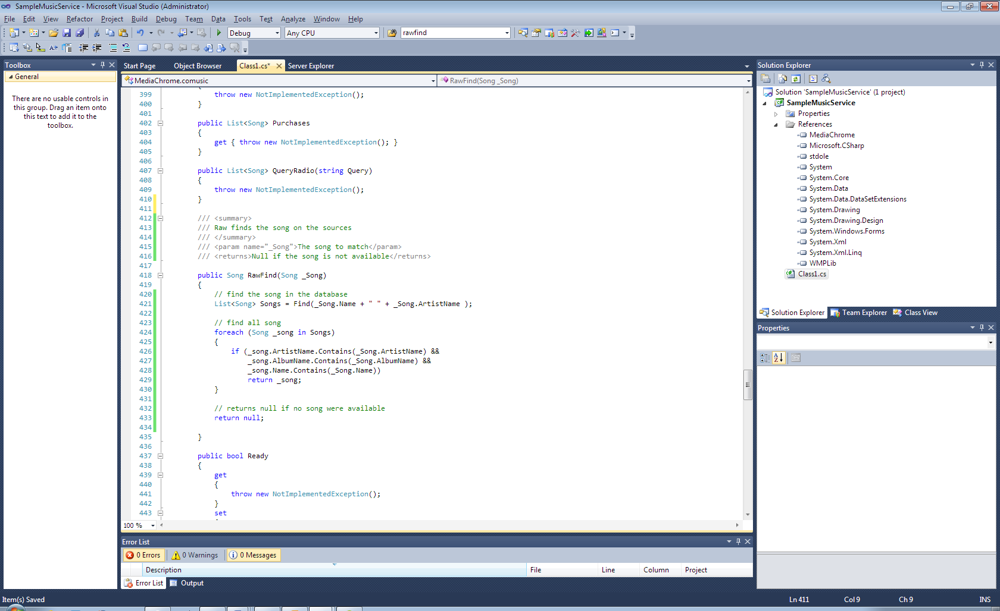 SampleMusicService - Microsoft Visual Studio (Administrator)
File Edit View Refactor Project Build Debug Team Data Tools Test Analyze Window Help
Debug Any CPU rawfind
Toolbox
General
There are no usable controls in
this group. Drag an item onto
this text to add it to the
toolbox.
Start Page Object Browser Class1.cs* Server Explorer
MediaChrome.comusic RawFind(Song _Song)
399 throw new NotImplementedException();
400 }
401
402 public List<Song> Purchases
403 {
404 get { throw new NotImplementedException(); }
405 }
406
407 public List<Song> QueryRadio(string Query)
408 {
409 throw new NotImplementedException();
410 }
411
412 /// <summary>
413 /// Raw finds the song on the sources
414 /// </summary>
415 /// <param name="_Song">The song to match</param>
416 /// <returns>Null if the song is not available</returns>
417
418 public Song RawFind(Song _Song)
419 {
420 // find the song in the database
421 List<Song> Songs = Find(_Song.Name + " " + _Song.ArtistName );
422
423 // find all song
424 foreach (Song _song in Songs)
425 {
426 if (_song.ArtistName.Contains(_Song.ArtistName) &&
427 _song.AlbumName.Contains(_Song.AlbumName) &&
428 _song.Name.Contains(_Song.Name))
429 return _song;
430 }
431
432 // returns null if no song were available
433 return null;
434
435 }
436
437 public bool Ready
438 {
439 get
440 {
441 throw new NotImplementedException();
442 }
443 set
100 %
Error List
0 Errors 0 Warnings 0 Messages
Description File Line Column Project
Error List Output
Solution Explorer
Solution 'SampleMusicService' (1 project)
SampleMusicService
Properties
References
MediaChrome
Microsoft.CSharp
stdole
System
System.Core
System.Data
System.Data.DataSetExtensions
System.Drawing
System.Drawing.Design
System.Windows.Forms
System.Xml
System.Xml.Linq
WMPLib
Class1.cs
Solution Explorer Team Explorer Class View
Properties
Item(s) Saved Ln 411 Col 9 Ch 9 INS